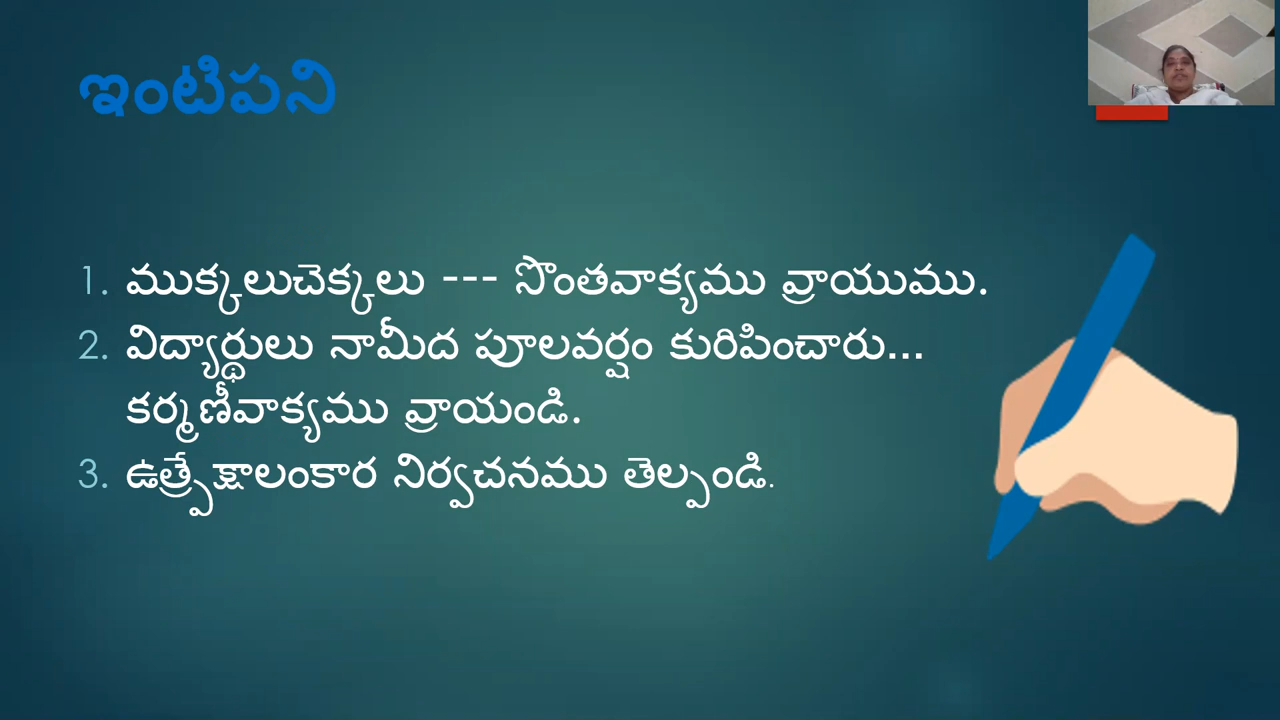 ఇంటిపని
1. ముక్కలుచెక్కలు --- సొంతవాక్యము వ్రాయుము.
2. విద్యార్థులు నామీద పూలవర్షం కురిపించారు...
కర్మణీవాక్యము వ్రాయండి.
3. ఉత్ప్రేక్షాలంకార నిర్వచనము తెల్పండి.